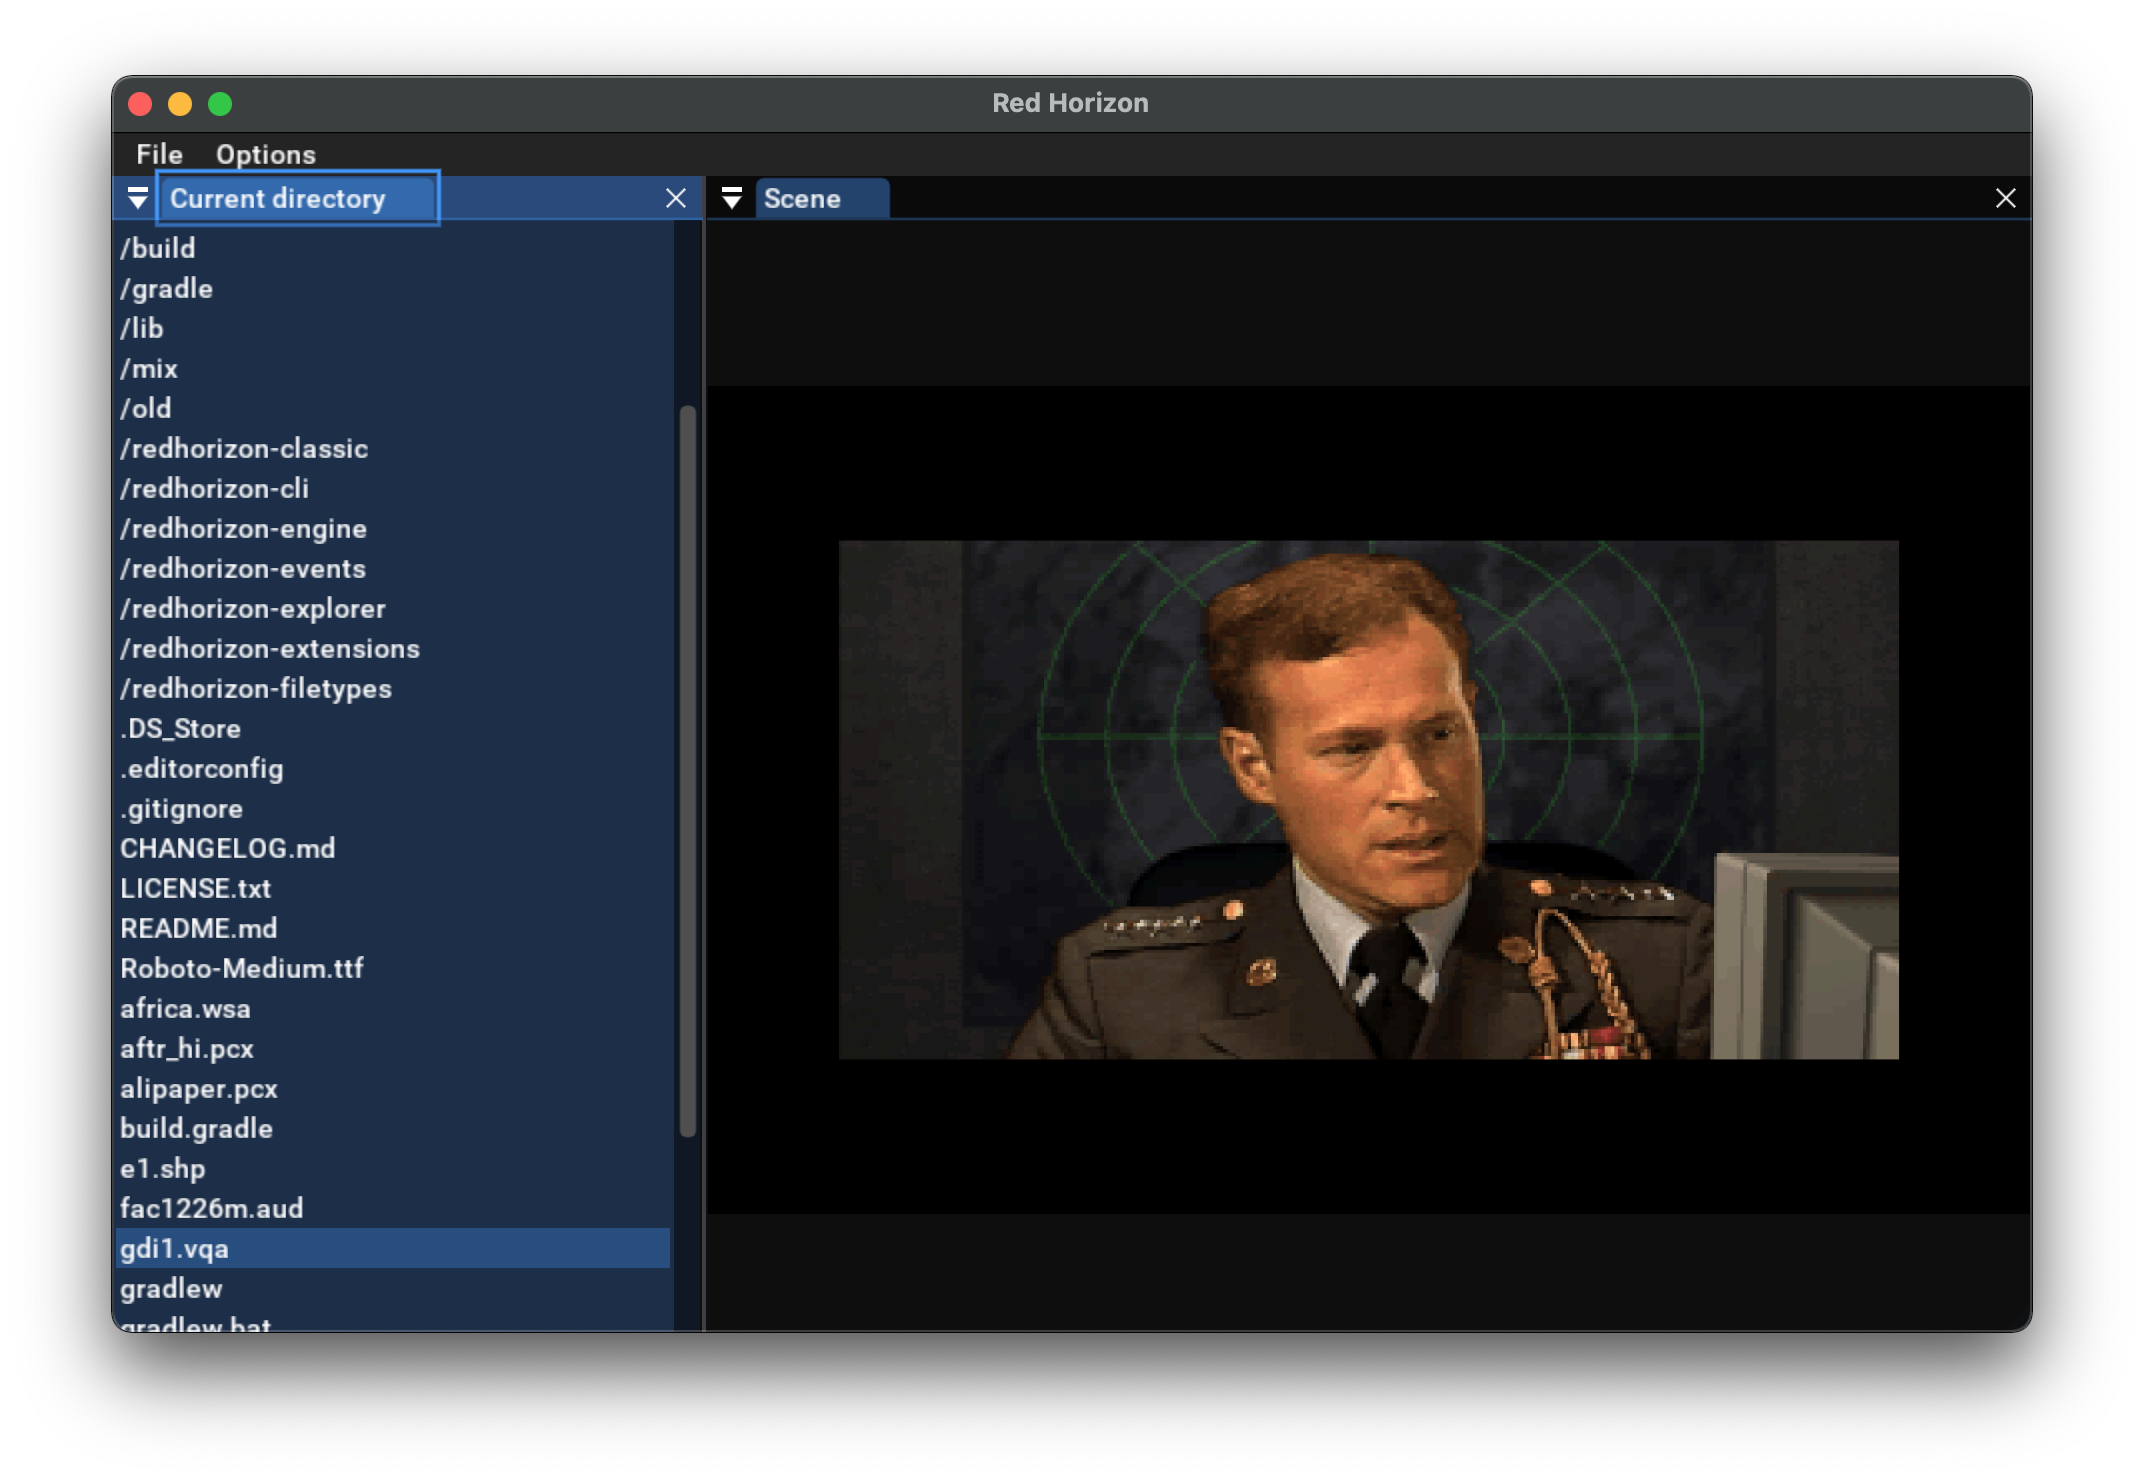 Red Horizon
File Options
Current directory
Scene
/build
/gradle
/lib
/mix
/old
/redhorizon-classic
/redhorizon-cli
/redhorizon-engine
/redhorizon-events
/redhorizon-explorer
/redhorizon-extensions
/redhorizon-filetypes
.DS_Store
.editorconfig
.gitignore
CHANGELOG.md
LICENSE.txt
README.md
Roboto-Medium.ttf
africa.wsa
aftr_hi.pcx
alipaper.pcx
build.gradle
e1.shp
fac1226m.aud
gdi1.vqa
gradlew
gradlew.bat